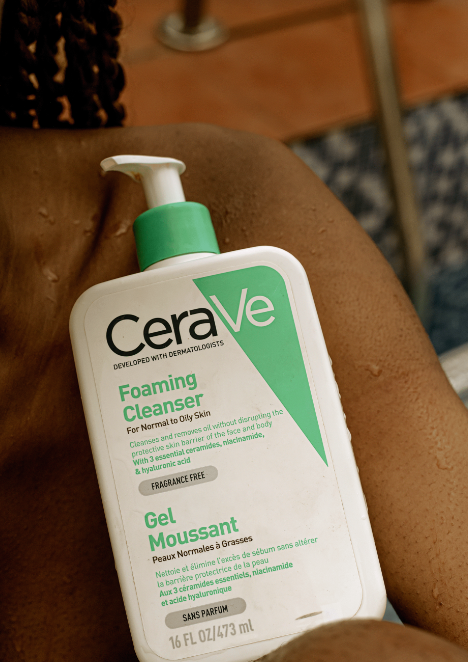 CeraVe
DEVELOPED WITH DERMATOLOGISTS
Foaming
Cleanser
For Normal to Oily Skin
Cleanses and removes oil without disrupting the
protective skin barrier of the face and body
With 3 essential ceramides, niacinamide,
& hyaluronic acid
FRAGRANCE FREE
Gel
Moussant
Peaux Normales à Grasses
Nettoie et élimine l'excès de sébum sans altérer
la barrière protectrice de la peau
Aux 3 céramides essentiels, niacinamide
et acide hyaluronique
SANS PARFUM
16 FL OZ/473 ml